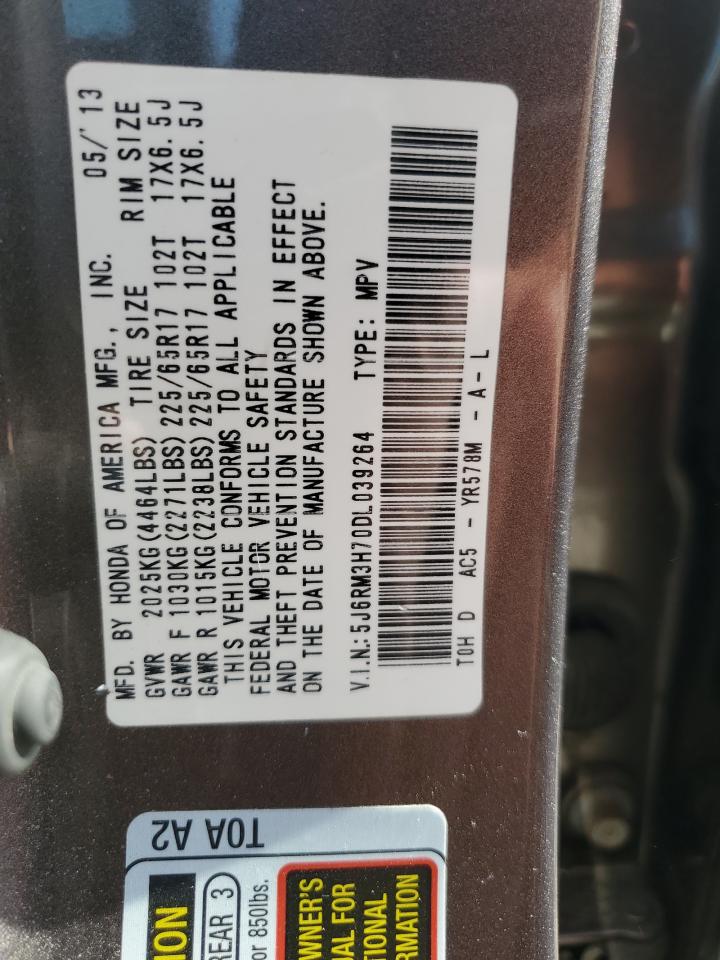 MFD. BY HONDA OF AMERICA MFG., INC. 05/'13
GVWR 2025KG(4464LBS) TIRE SIZE RIM SIZE
GAWR F 1030KG(2271LBS) 225/65R17 102T 17X6.5J
GAWR R 1015KG(2238LBS) 225/65R17 102T 17X6.5J
THIS VEHICLE CONFORMS TO ALL APPLICABLE
FEDERAL MOTOR VEHICLE SAFETY
AND THEFT PREVENTION STANDARDS IN EFFECT
ON THE DATE OF MANUFACTURE SHOWN ABOVE.
V.I.N.:5J6RM3H70DL039264 TYPE: MPV
T0H D AC5 - YR578M - A - L
T0A A2
ION
REAR 3
or 850lbs.
WNER'S
UAL FOR
TIONAL
RMATION